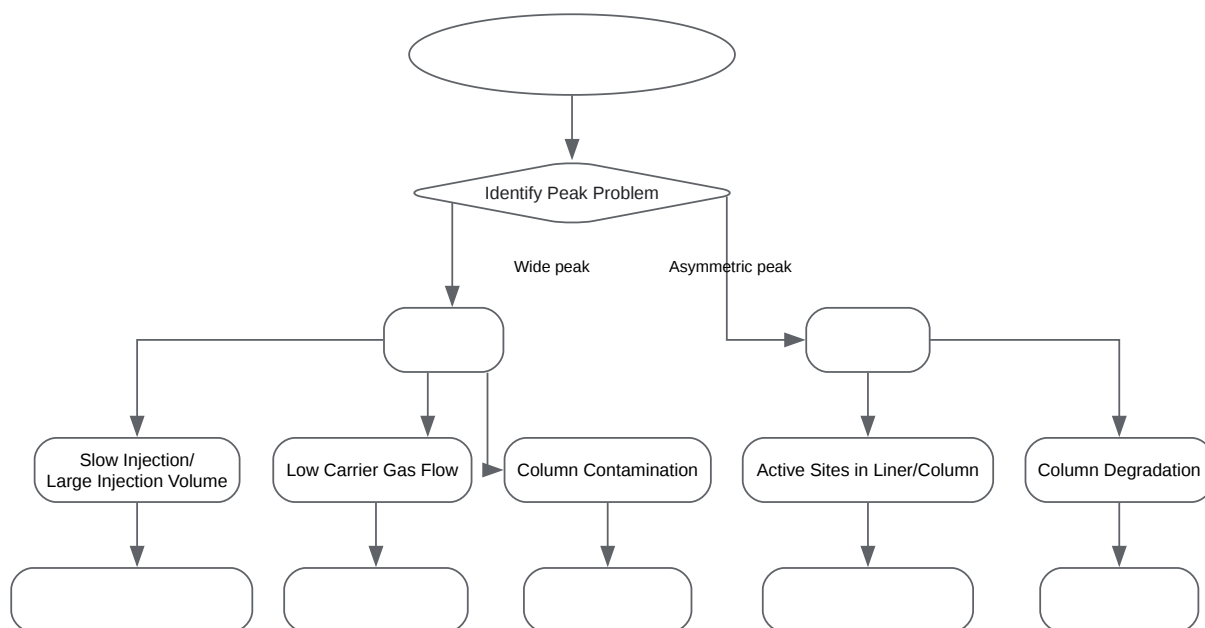 Identify Peak Problem
Wide peak
Asymmetric peak
Slow Injection/
Large Injection Volume
Low Carrier Gas Flow
Column Contamination
Active Sites in Liner/Column
Column Degradation